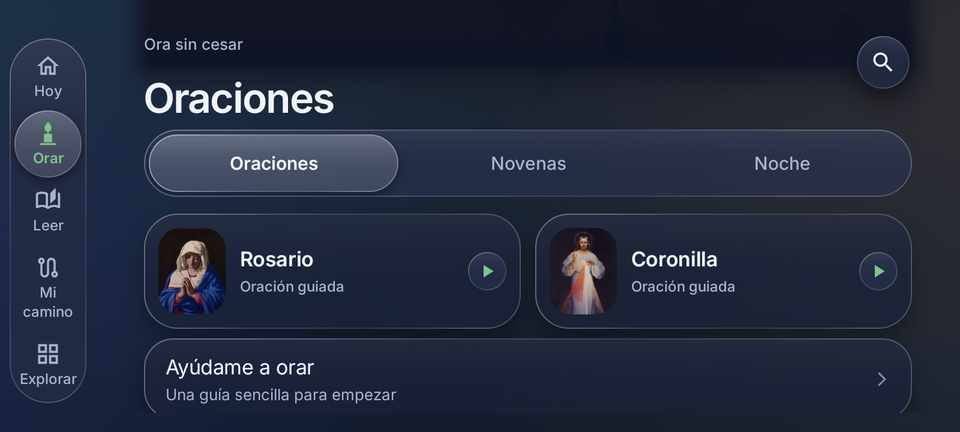 Ora sin cesar
Oraciones
Hoy
Orar
Leer
Mi
camino
Explorar
Oraciones
Novenas
Noche
Rosario
Oración guiada
Coronilla
Oración guiada
Ayúdame a orar
Una guía sencilla para empezar